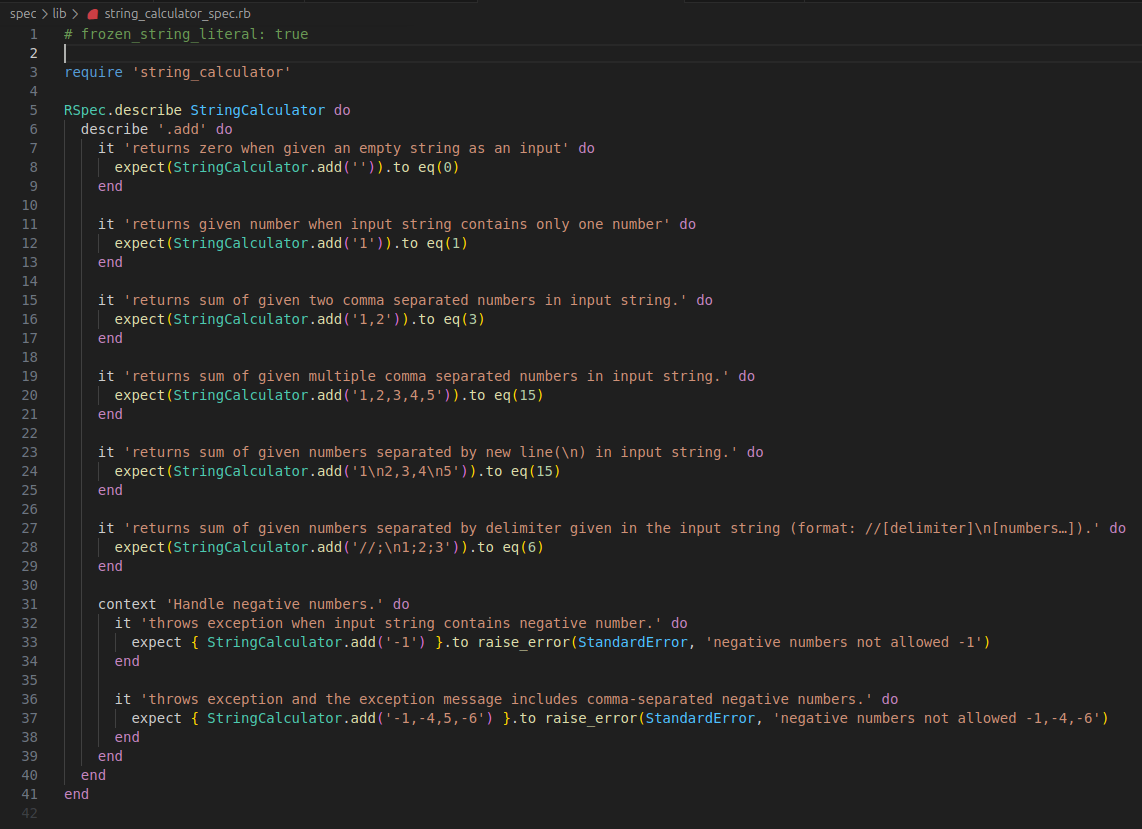 spec > lib > string_calculator_spec.rb
1 # frozen_string_literal: true
2
3 require 'string_calculator'
4
5 RSpec.describe StringCalculator do
6   describe '.add' do
7     it 'returns zero when given an empty string as an input' do
8       expect(StringCalculator.add('')).to eq(0)
9     end
10
11     it 'returns given number when input string contains only one number' do
12       expect(StringCalculator.add('1')).to eq(1)
13     end
14
15     it 'returns sum of given two comma separated numbers in input string.' do
16       expect(StringCalculator.add('1,2')).to eq(3)
17     end
18
19     it 'returns sum of given multiple comma separated numbers in input string.' do
20       expect(StringCalculator.add('1,2,3,4,5')).to eq(15)
21     end
22
23     it 'returns sum of given numbers separated by new line(\n) in input string.' do
24       expect(StringCalculator.add('1\n2,3,4\n5')).to eq(15)
25     end
26
27     it 'returns sum of given numbers separated by delimiter given in the input string (format: //[delimiter]\n[numbers…]).' do
28       expect(StringCalculator.add('//;\n1;2;3')).to eq(6)
29     end
30
31     context 'Handle negative numbers.' do
32       it 'throws exception when input string contains negative number.' do
33         expect { StringCalculator.add('-1') }.to raise_error(StandardError, 'negative numbers not allowed -1')
34       end
35
36       it 'throws exception and the exception message includes comma-separated negative numbers.' do
37         expect { StringCalculator.add('-1,-4,5,-6') }.to raise_error(StandardError, 'negative numbers not allowed -1,-4,-6')
38       end
39     end
40   end
41 end
42